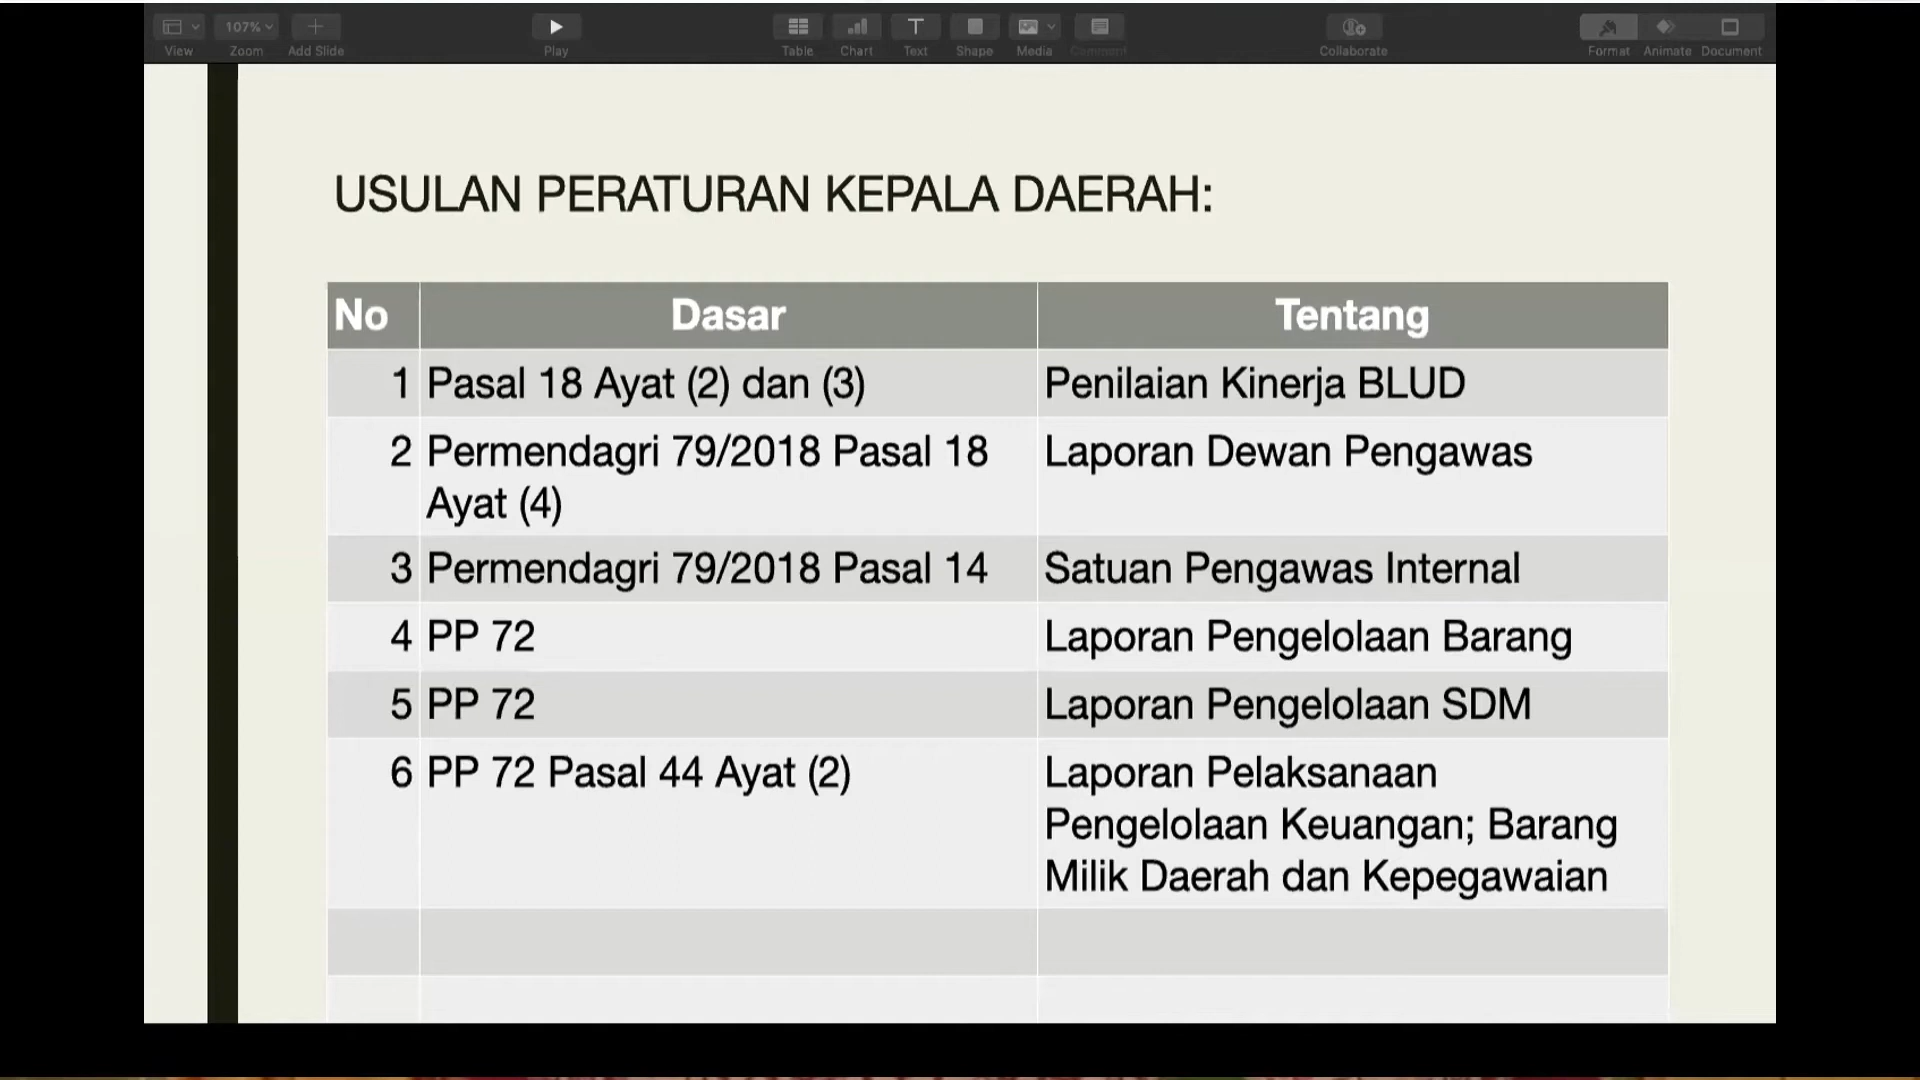 107%
View
Zoom
Add Slide
Play
Table
Chart
Text
Shape
Media
Comment
Collaborate
Format
Animate
Document
USULAN PERATURAN KEPALA DAERAH:
No Dasar Tentang
1 Pasal 18 Ayat (2) dan (3) Penilaian Kinerja BLUD
2 Permendagri 79/2018 Pasal 18 Laporan Dewan Pengawas
Ayat (4)
3 Permendagri 79/2018 Pasal 14 Satuan Pengawas Internal
4 PP 72 Laporan Pengelolaan Barang
5 PP 72 Laporan Pengelolaan SDM
6 PP 72 Pasal 44 Ayat (2) Laporan Pelaksanaan
Pengelolaan Keuangan; Barang
Milik Daerah dan Kepegawaian